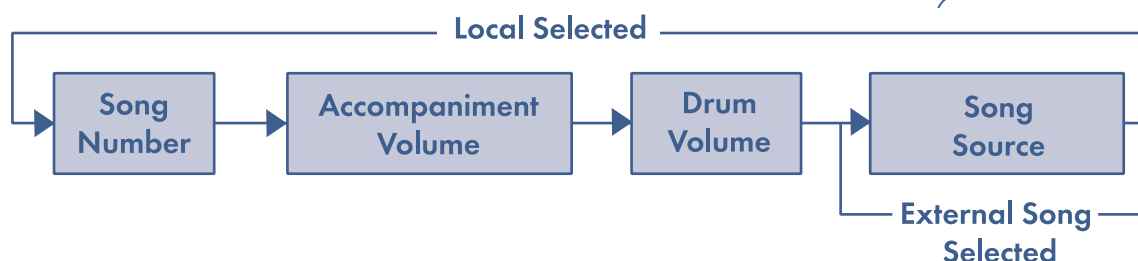 Local Selected
Song
Number
Accompaniment
Volume
Drum
Volume
Song
Source
External Song
Selected